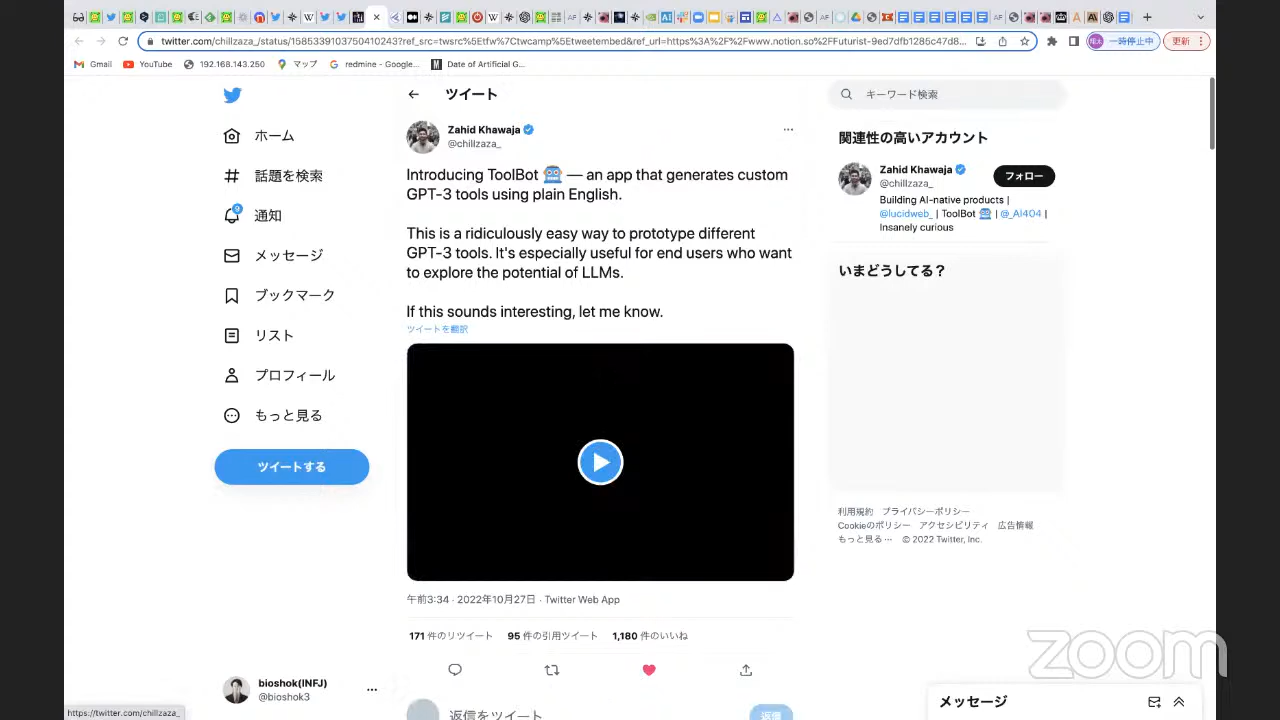 twitter.com/chillzaza_/status/1585339103750410243?ref_src=twsrc%5Etfw%7Ctwcamp%5Etweetembed&ref_url=https%3A%2F%2Fwww.notion.so%2FFuturist-9ed7dfb1285c47d8...
一時停止中
更新
Gmail
YouTube
192.168.143.250
マップ
redmine - Google...
Date of Artificial G...
ホーム
話題を検索
通知
メッセージ
ブックマーク
リスト
プロフィール
もっと見る
ツイートする
bioshok(INFJ)
@bioshok3
https://twitter.com/chillzaza_
ツイート
Zahid Khawaja
@chillzaza_
Introducing ToolBot 🤖 — an app that generates custom
GPT-3 tools using plain English.
This is a ridiculously easy way to prototype different
GPT-3 tools. It's especially useful for end users who want
to explore the potential of LLMs.
If this sounds interesting, let me know.
ツイートを翻訳
午前3:34 · 2022年10月27日 · Twitter Web App
171 件のリツイート 95 件の引用ツイート 1,180 件のいいね
返信をツイート
返信
キーワード検索
関連性の高いアカウント
Zahid Khawaja
@chillzaza_
フォロー
Building AI-native products |
@lucidweb_ | ToolBot 🤖 | @_AI404 |
Insanely curious
いまどうしてる？
利用規約 プライバシーポリシー
Cookieのポリシー アクセシビリティ 広告情報
もっと見る … © 2022 Twitter, Inc.
zoom
メッセージ